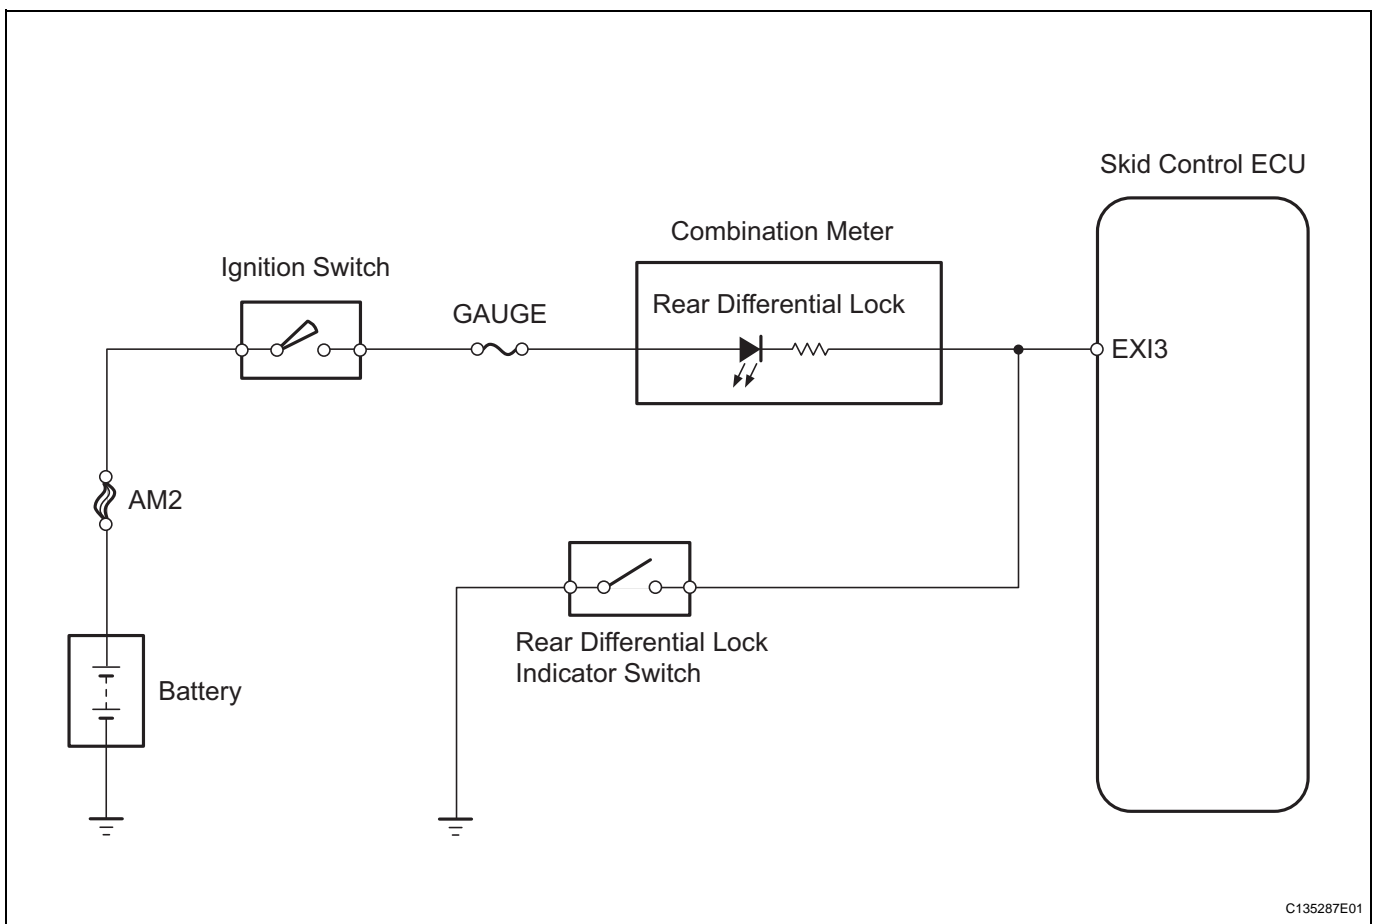 Skid Control ECU
Combination Meter
Ignition Switch
GAUGE
Rear Differential Lock
EXI3
AM2
Rear Differential Lock
Indicator Switch
Battery
C135287E01